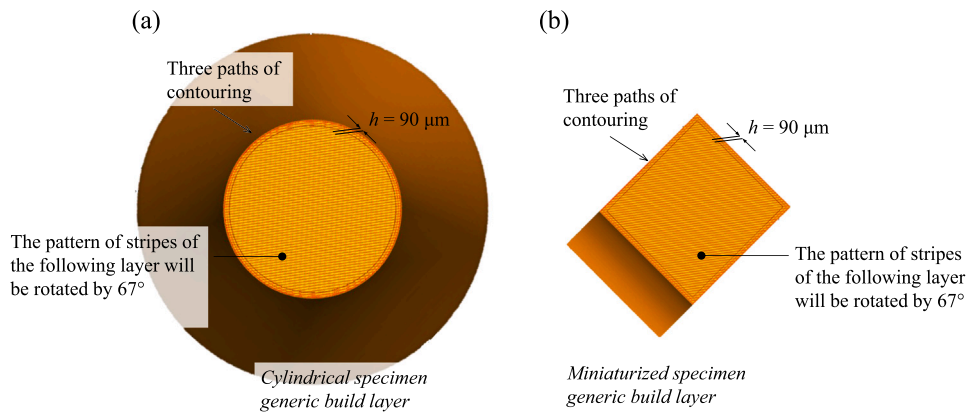 (a)
Three paths of
contouring
h = 90 μm
The pattern of stripes of
the following layer will
be rotated by 67°
Cylindrical specimen
generic build layer
(b)
Three paths of
contouring
h = 90 μm
The pattern of stripes
of the following layer
will be rotated by 67°
Miniaturized specimen
generic build layer